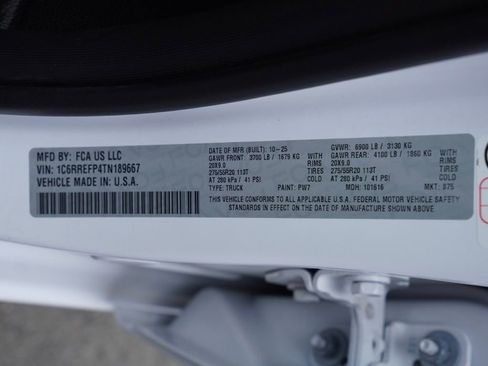 MFD BY: FCA US LLC
VIN: 1C6RREFP4TN189667
VEHICLE MADE IN U.S.A.
DATE OF MFR (BUILT): 10-25 GVWR: 6900 LB / 3130 KG
GAWR FRONT: 3700 LB / 1679 KG WITH GAWR REAR: 4100 LB / 1860 KG WITH
20X9.0 RIMS 20X9.0 RIMS
275/55R20 113T TIRES 275/55R20 113T TIRES
AT 280 kPa / 41 PSI COLD AT 280 kPa / 41 PSI COLD
TYPE: TRUCK PAINT: PW7 MDH: 101616 MKT: 875
THIS VEHICLE CONFORMS TO ALL APPLICABLE U.S.A. FEDERAL MOTOR VEHICLE SAFETY
STANDARDS IN EFFECT ON THE DATE OF MANUFACTURE SHOWN ABOVE.